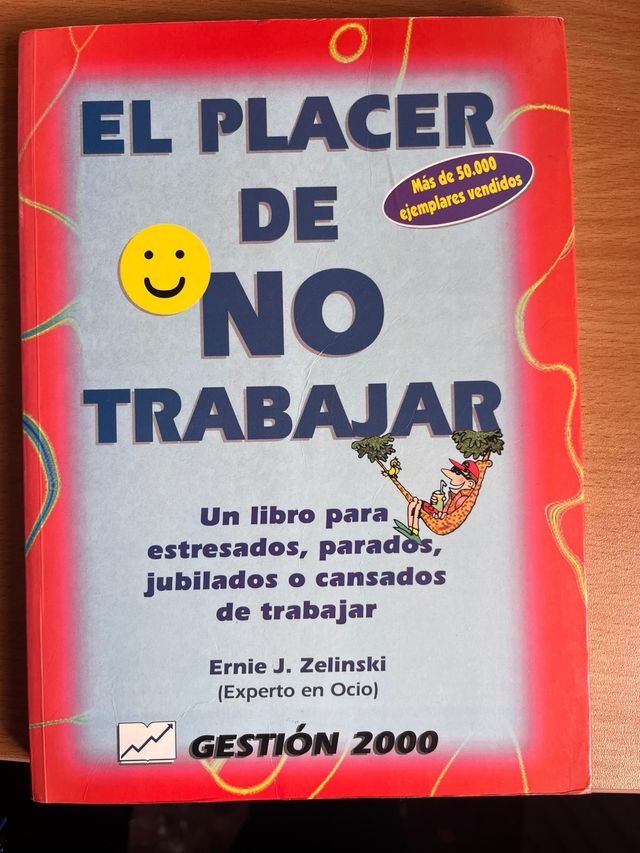 EL PLACER
DE
NO
TRABAJAR
Más de 50.000
ejemplares vendidos
Un libro para
estresados, parados,
jubilados o cansados
de trabajar
Ernie J. Zelinski
(Experto en Ocio)
GESTIÓN 2000